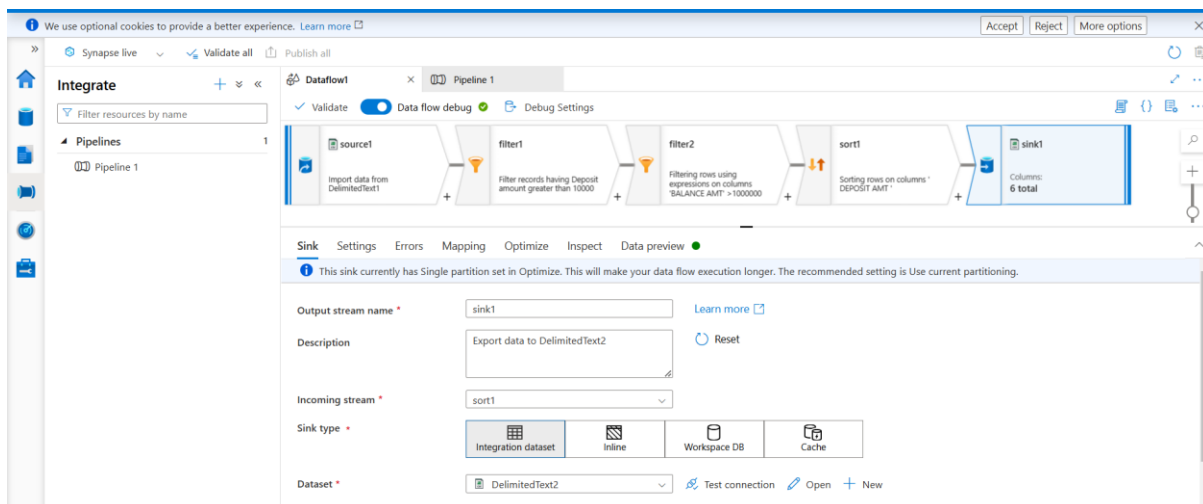 We use optional cookies to provide a better experience. Learn more
Accept Reject More options
Synapse live Validate all Publish all
Integrate
Filter resources by name
Pipelines 1
Pipeline 1
Dataflow1 Pipeline 1
Validate Data flow debug Debug Settings
source1
Import data from
DelimitedText1
filter1
Filter records having Deposit
amount greater than 10000
filter2
Filtering rows using
expressions on columns
'BALANCE AMT' >1000000
sort1
Sorting rows on columns '
DEPOSIT AMT '
sink1
Columns:
6 total
Sink Settings Errors Mapping Optimize Inspect Data preview
This sink currently has Single partition set in Optimize. This will make your data flow execution longer. The recommended setting is Use current partitioning.
Output stream name * sink1 Learn more
Description Export data to DelimitedText2 Reset
Incoming stream * sort1
Sink type * Integration dataset Inline Workspace DB Cache
Dataset * DelimitedText2 Test connection Open New